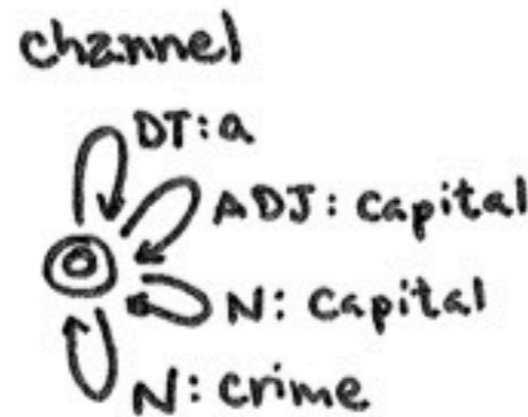 channel
DT:a
ADJ: capital
N: capital
N: crime